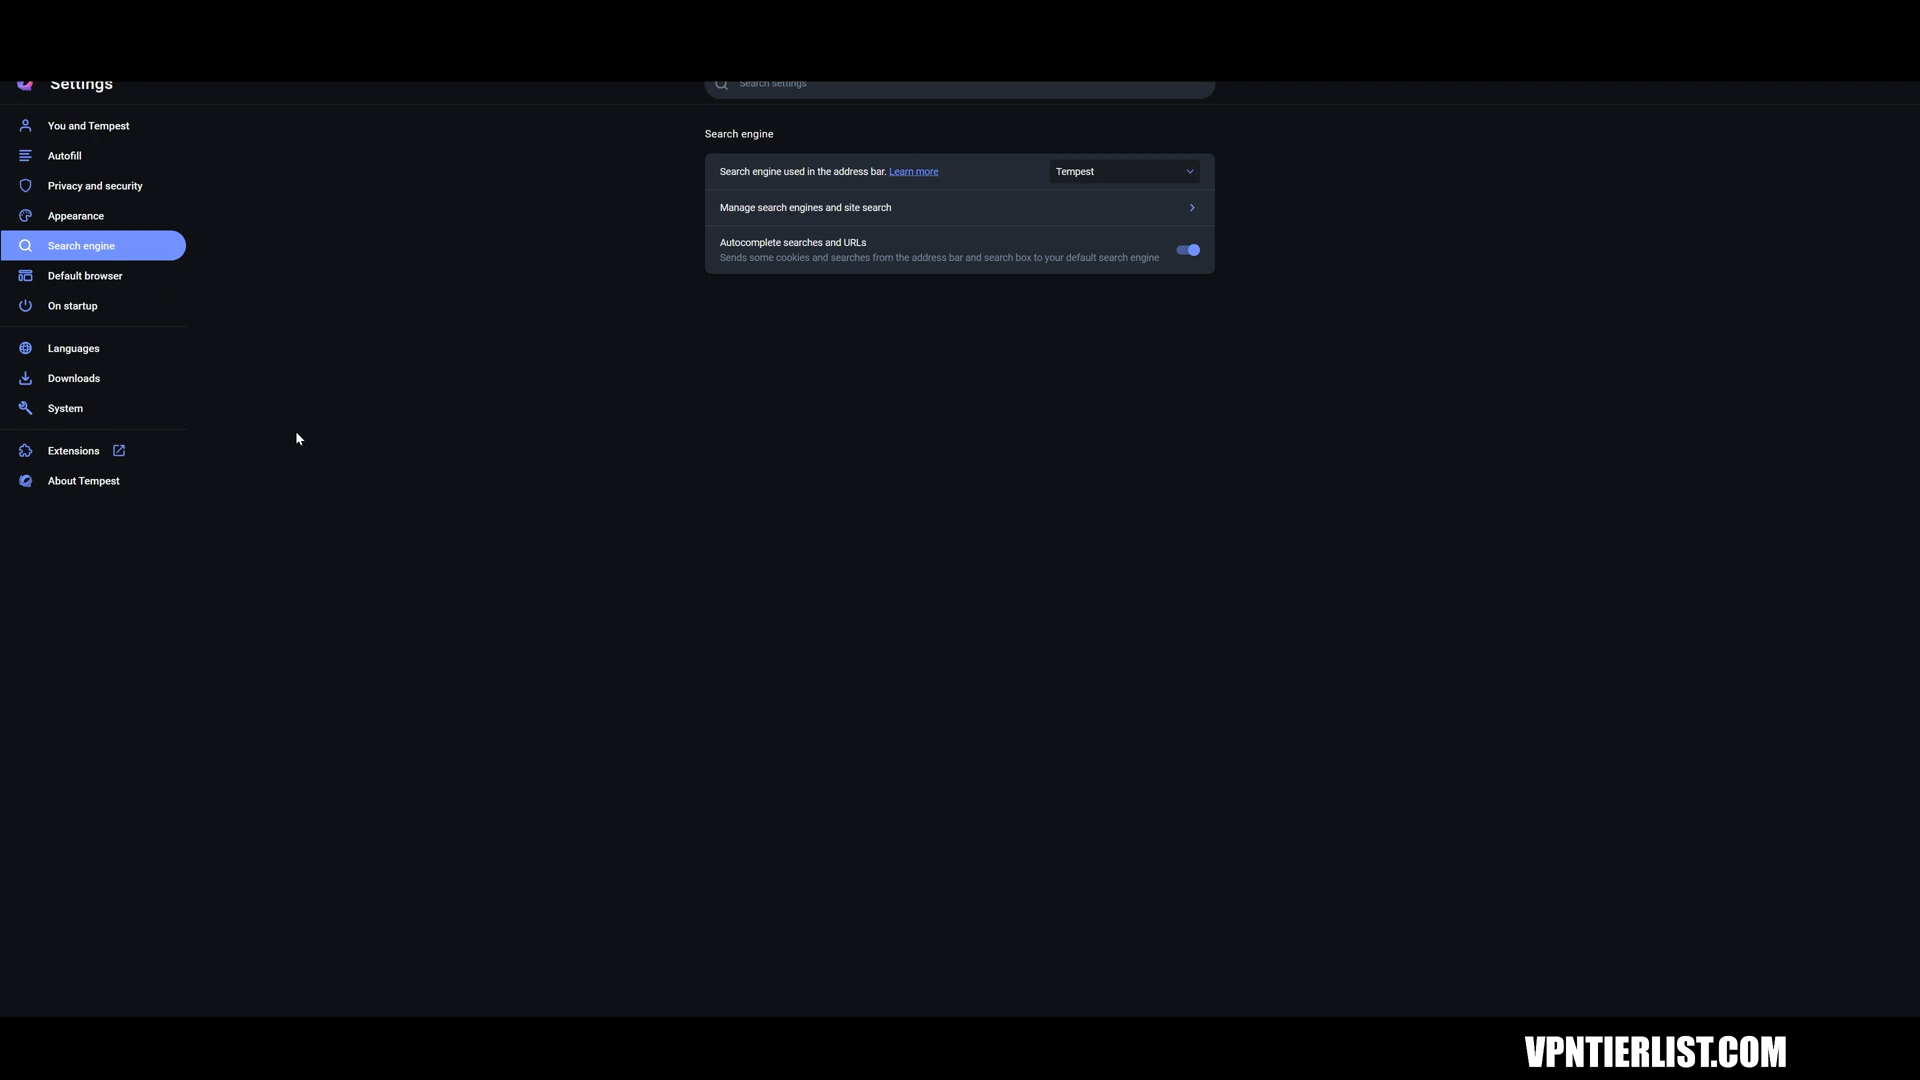 Settings
Search settings
You and Tempest
Autofill
Privacy and security
Appearance
Search engine
Default browser
On startup
Languages
Downloads
System
Extensions
About Tempest
Search engine
Search engine used in the address bar. Learn more
Tempest
Manage search engines and site search
Autocomplete searches and URLs
Sends some cookies and searches from the address bar and search box to your default search engine
VPNTIERLIST.COM